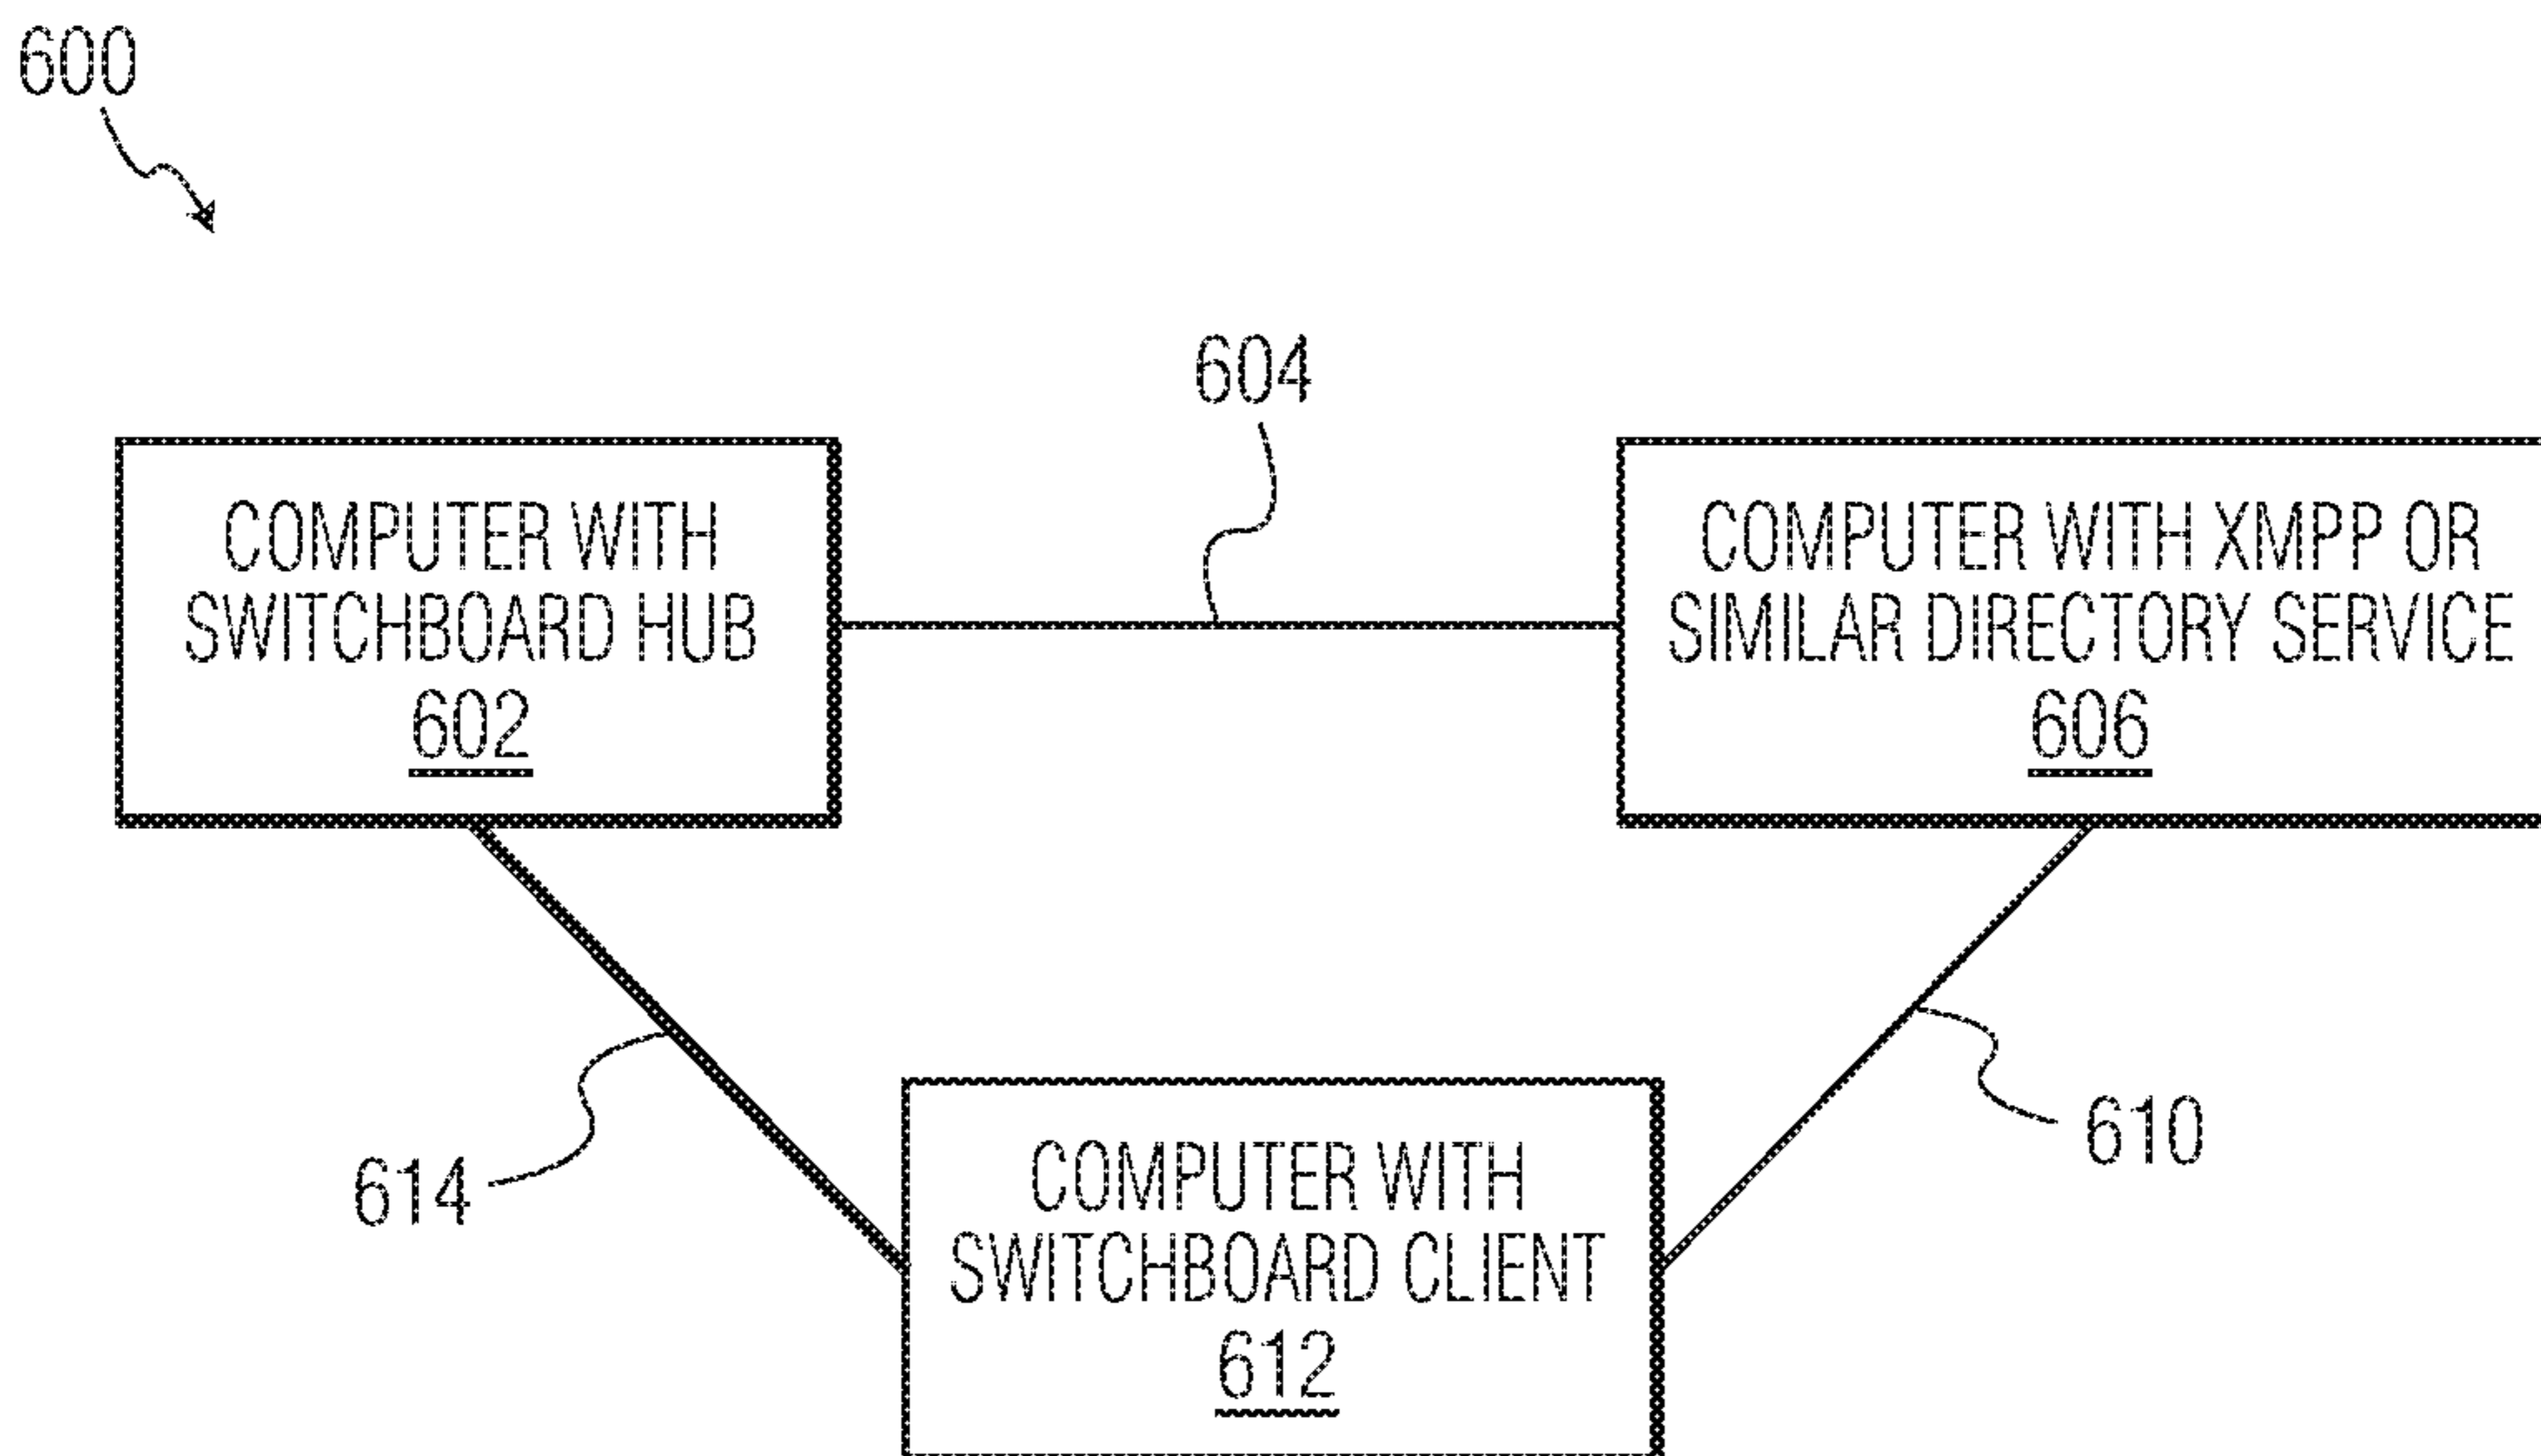 600
604
COMPUTER WITH
SWITCHBOARD HUB
602
COMPUTER WITH XMPP OR
SIMILAR DIRECTORY SERVICE
606
614
610
COMPUTER WITH
SWITCHBOARD CLIENT
612